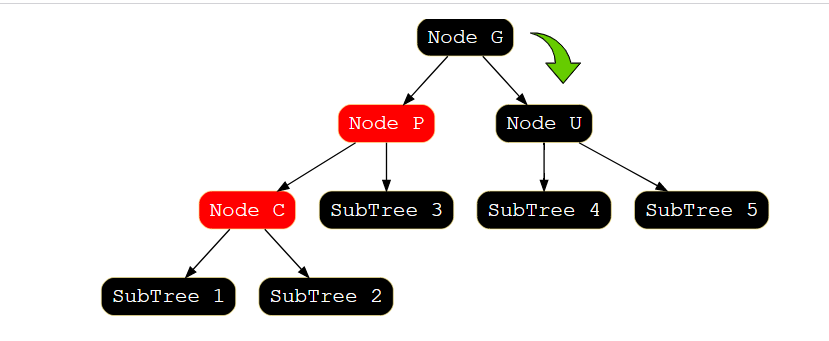 Node G
Node P
Node U
Node C
SubTree 3
SubTree 4
SubTree 5
SubTree 1
SubTree 2